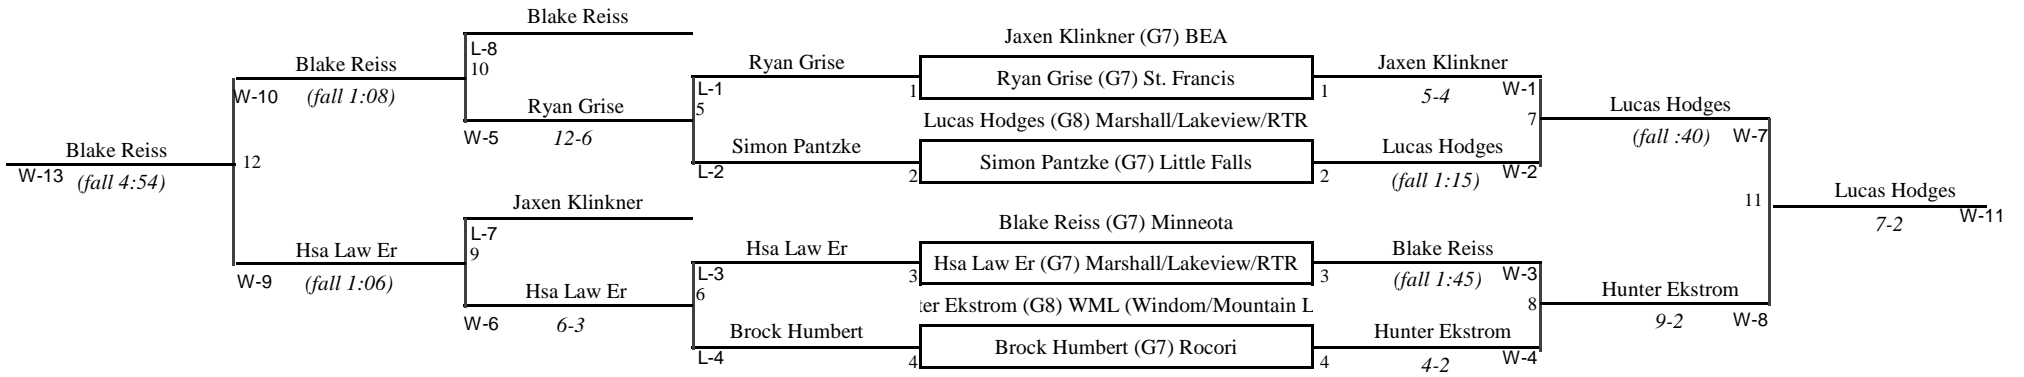 Blake Reiss
L-8
10
Blake Reiss
W-10 (fall 1:08)
Ryan Grise
W-5 12-6
Blake Reiss
W-13 (fall 4:54)
12
Jaxen Klinkner
L-7
9
Hsa Law Er
W-9 (fall 1:06)
Hsa Law Er
W-6 6-3
Ryan Grise
L-1
5
Simon Pantzke
L-2
Hsa Law Er
L-3
6
Brock Humbert
L-4
Jaxen Klinkner (G7) BEA
1 Ryan Grise (G7) St. Francis 1
Lucas Hodges (G8) Marshall/Lakeview/RTR
2 Simon Pantzke (G7) Little Falls 2
Blake Reiss (G7) Minneota
3 Hsa Law Er (G7) Marshall/Lakeview/RTR 3
ter Ekstrom (G8) WML (Windom/Mountain L
4 Brock Humbert (G7) Rocori 4
Jaxen Klinkner
5-4 W-1
7
Lucas Hodges
(fall 1:15) W-2
Blake Reiss
(fall 1:45) W-3
8
Hunter Ekstrom
4-2 W-4
Lucas Hodges
(fall :40) W-7
11
Hunter Ekstrom
9-2 W-8
Lucas Hodges
7-2 W-11